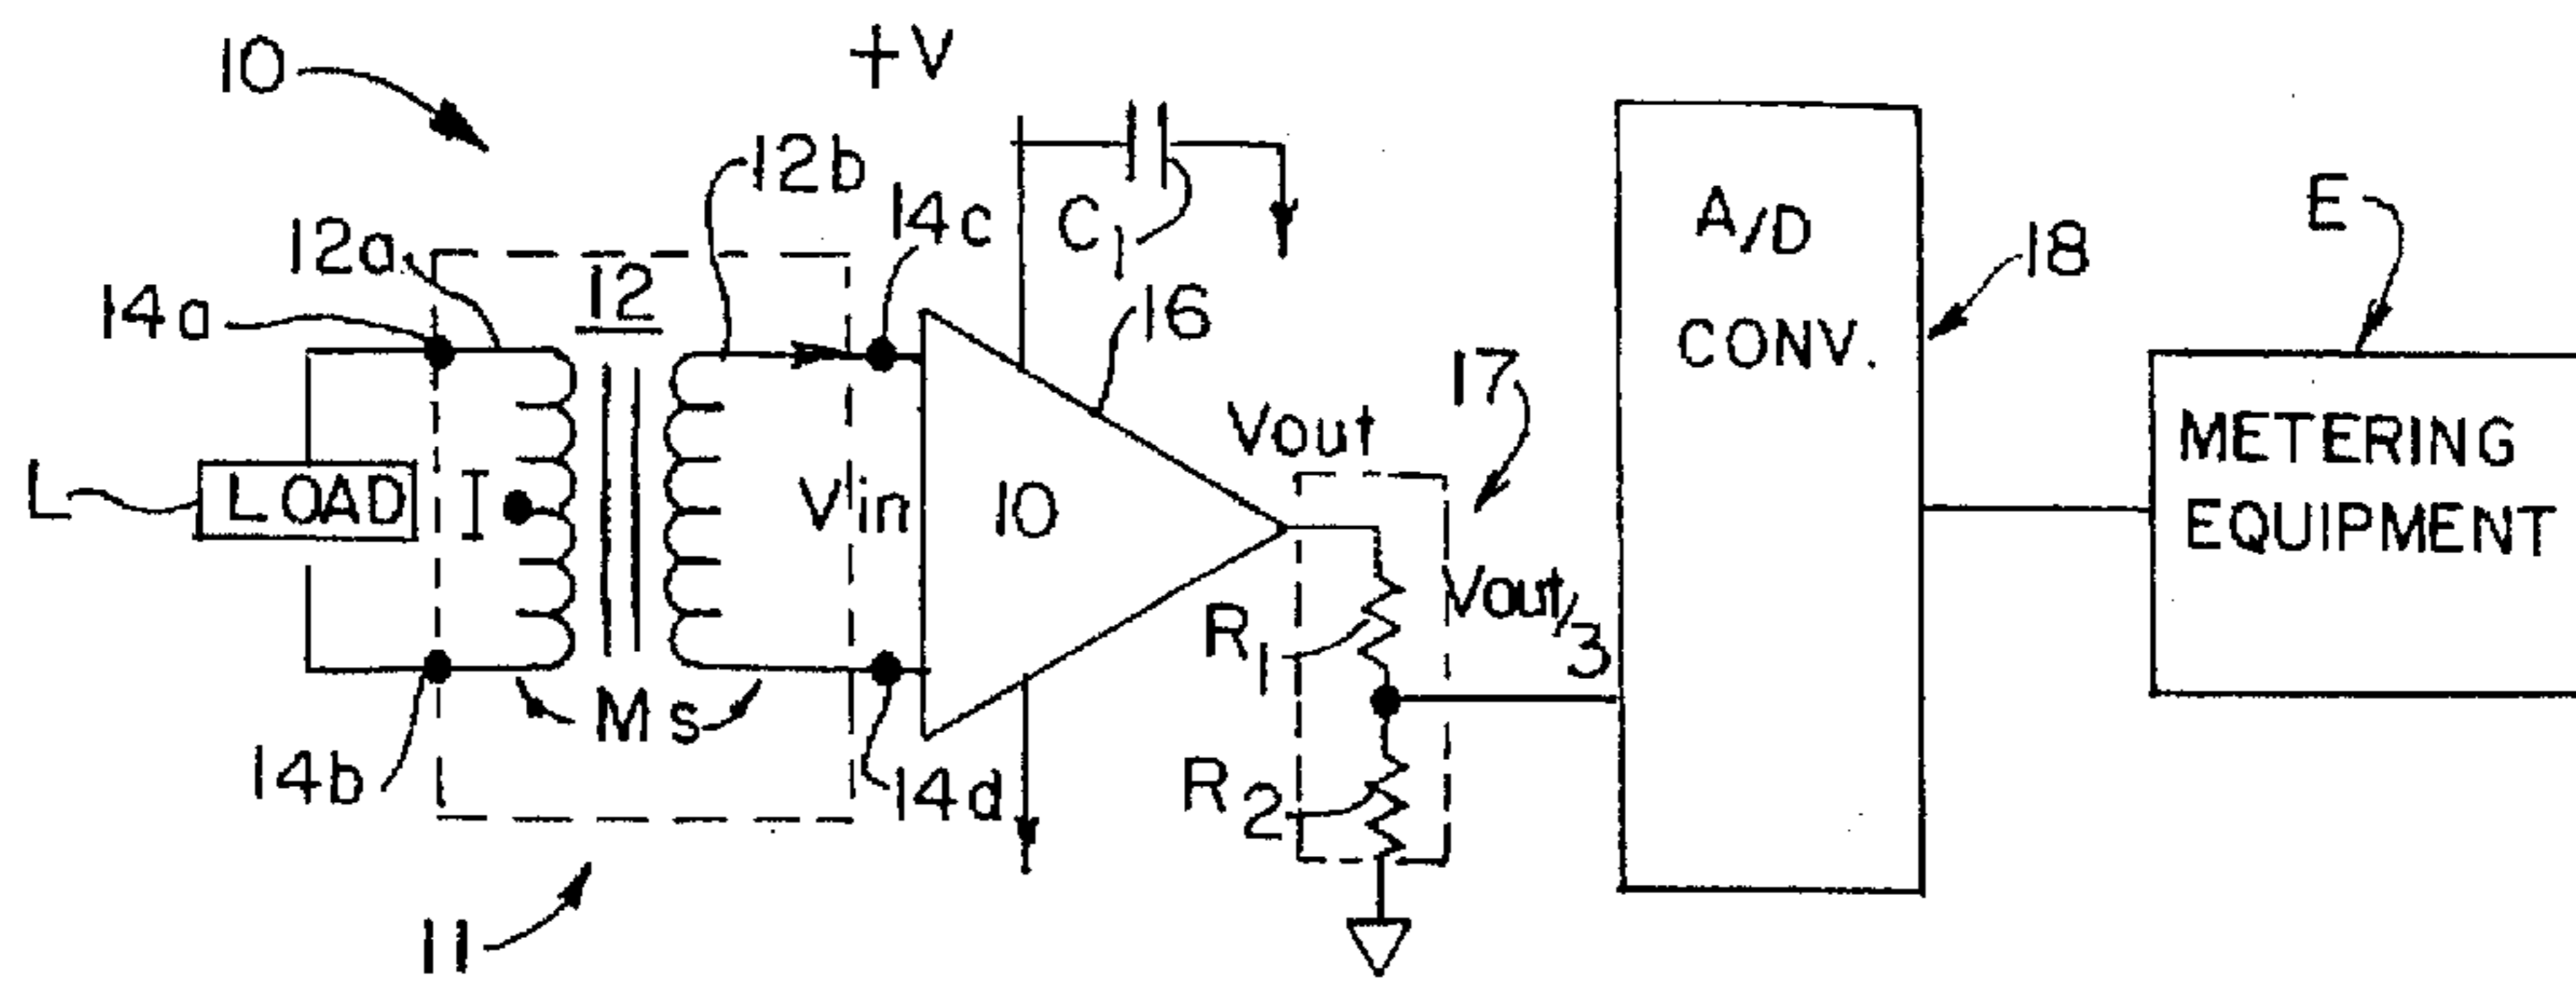 10
+V
12b
14c
C1
12a
12
14a
16
A/D
CONV.
18
E
17
Vout
L
LOAD
I
Vin
10
METERING
EQUIPMENT
R1
Vout/3
Ms
14b
14d
R2
11